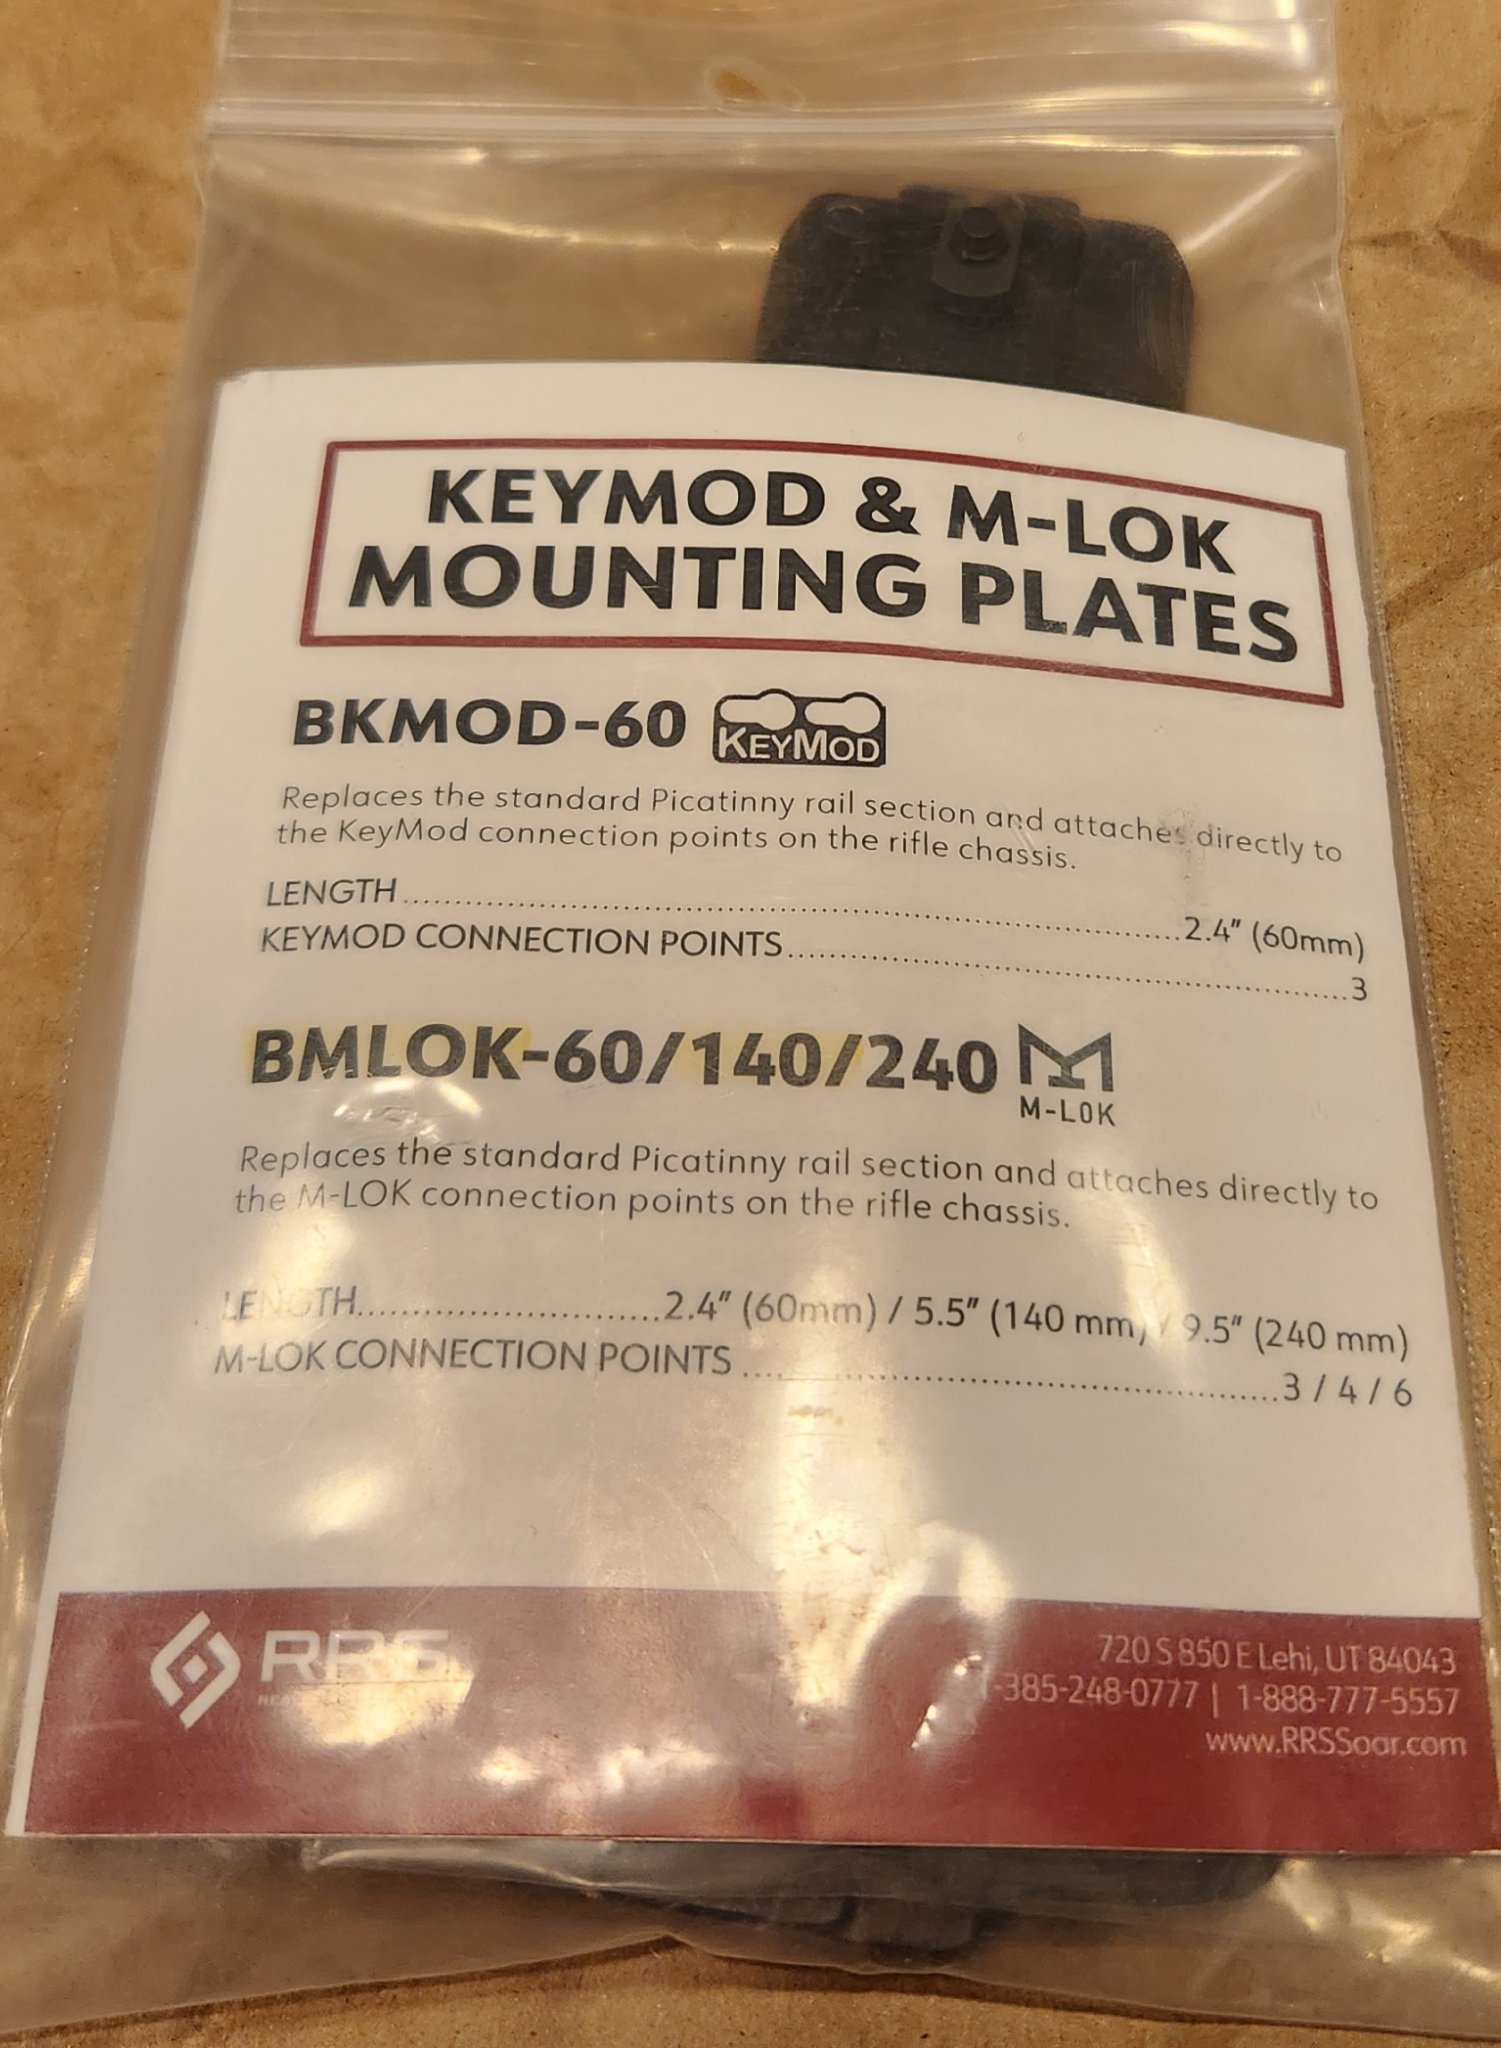 KEYMOD & M-LOK
MOUNTING PLATES
BKMOD-60 KEYMOD
Replaces the standard Picatinny rail section and attaches directly to
the KeyMod connection points on the rifle chassis.
LENGTH........................................2.4" (60mm)
KEYMOD CONNECTION POINTS........................................3
BMLOK-60/140/240 M-LOK
Replaces the standard Picatinny rail section and attaches directly to
the M-LOK connection points on the rifle chassis.
LENGTH..............................2.4" (60mm) / 5.5" (140 mm) / 9.5" (240 mm)
M-LOK CONNECTION POINTS........................................3 / 4 / 6
RRS
720 S 850 E Lehi, UT 84043
1-385-248-0777 | 1-888-777-5557
www.RRSSoar.com